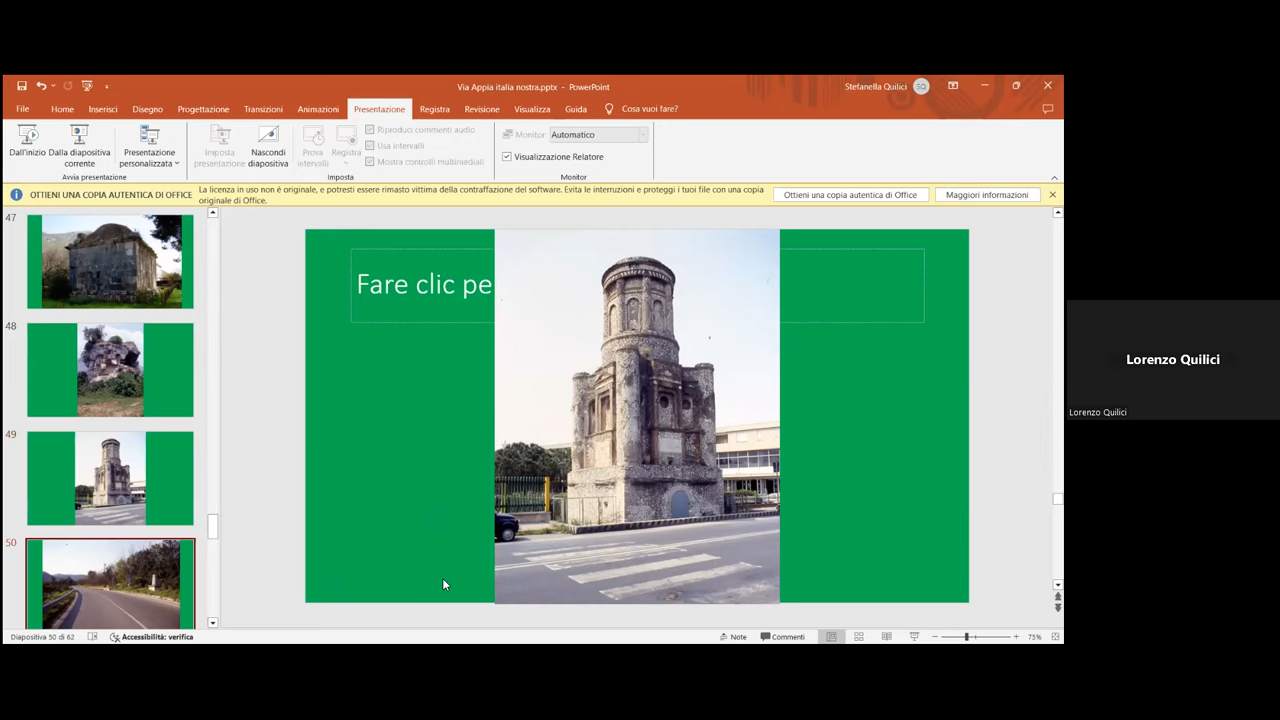 Via Appia italia nostra.pptx - PowerPoint
Stefanella Quilici
SQ
File Home Inserisci Disegno Progettazione Transizioni Animazioni Presentazione Registra Revisione Visualizza Guida Cosa vuoi fare?
Dall'inizio
Dalla diapositiva
corrente
Presentazione
personalizzata
Avvia presentazione
Imposta
presentazione
Nascondi
diapositiva
Prova
intervalli
Registra
Riproduci commenti audio
Usa intervalli
Mostra controlli multimediali
Imposta
Monitor: Automatico
Visualizzazione Relatore
Monitor
OTTIENI UNA COPIA AUTENTICA DI OFFICE
La licenza in uso non è originale, e potresti essere rimasto vittima della contraffazione del software. Evita le interruzioni e proteggi i tuoi file con una copia
originale di Office.
Ottieni una copia autentica di Office
Maggiori informazioni
47
48
49
50
Fare clic pe
Lorenzo Quilici
Lorenzo Quilici
Diapositiva 50 di 62
Accessibilità: verifica
Note
Commenti
75%